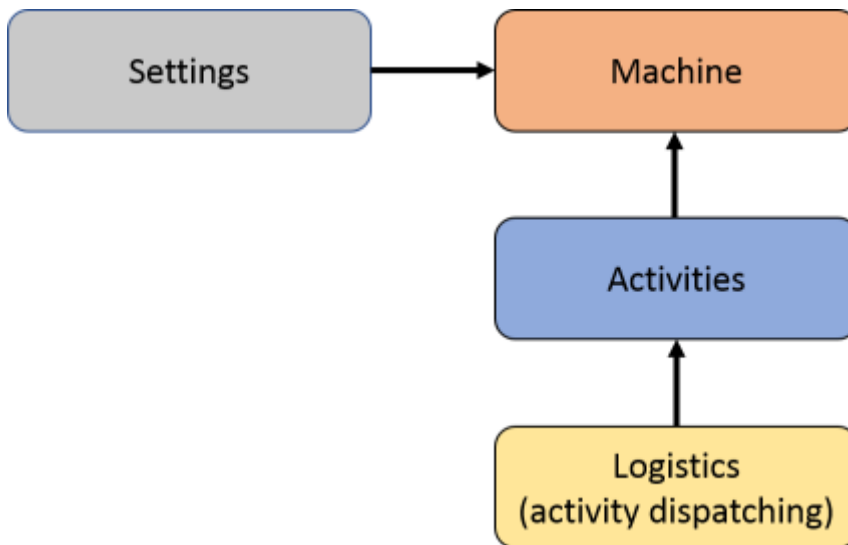 Settings
Machine
Activities
Logistics
(activity dispatching)